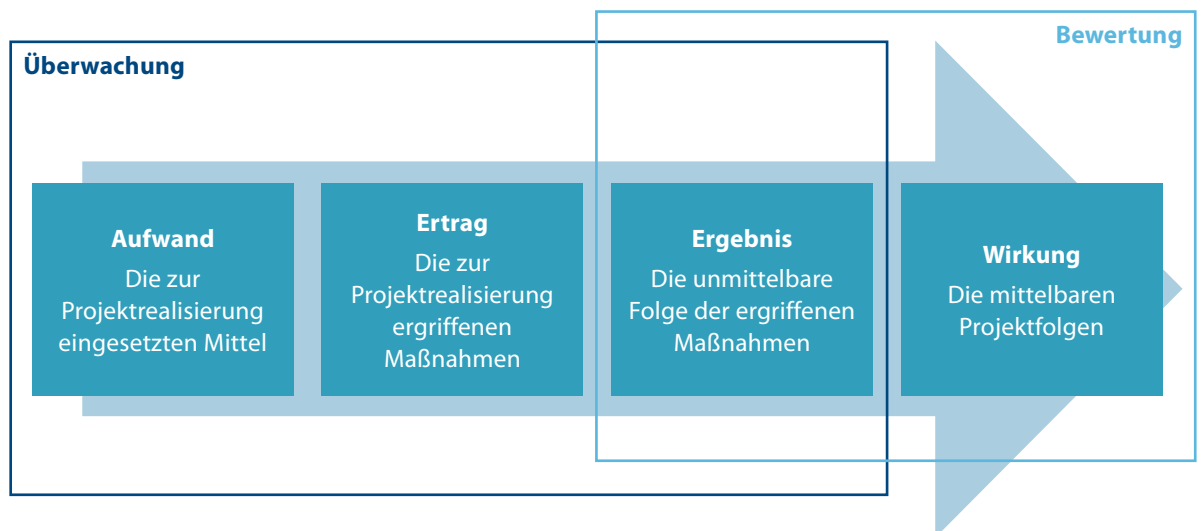 Bewertung
Überwachung
Aufwand
Die zur
Projektrealisierung
eingesetzten Mittel
Ertrag
Die zur
Projektrealisierung
ergriffenen
Maßnahmen
Ergebnis
Die unmittelbare
Folge der ergriffenen
Maßnahmen
Wirkung
Die mittelbaren
Projektfolgen